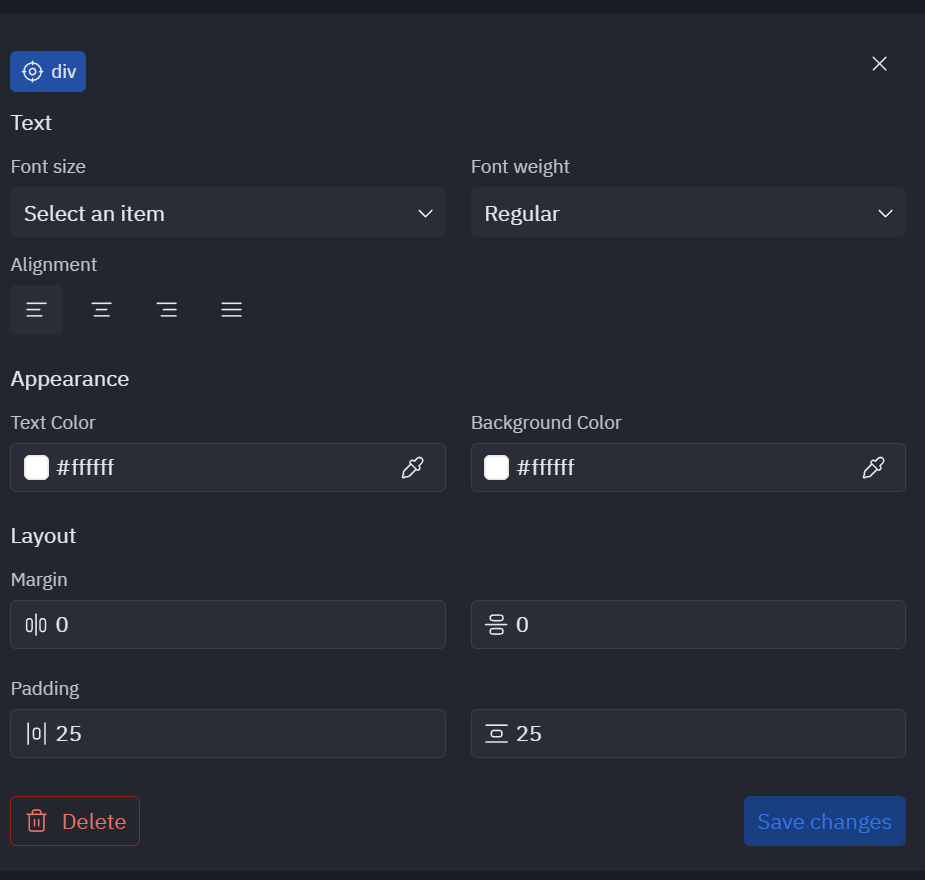 div
Text
Font size
Font weight
Select an item
Regular
Alignment
Appearance
Text Color
Background Color
#ffffff
#ffffff
Layout
Margin
0
0
Padding
25
25
Delete
Save changes